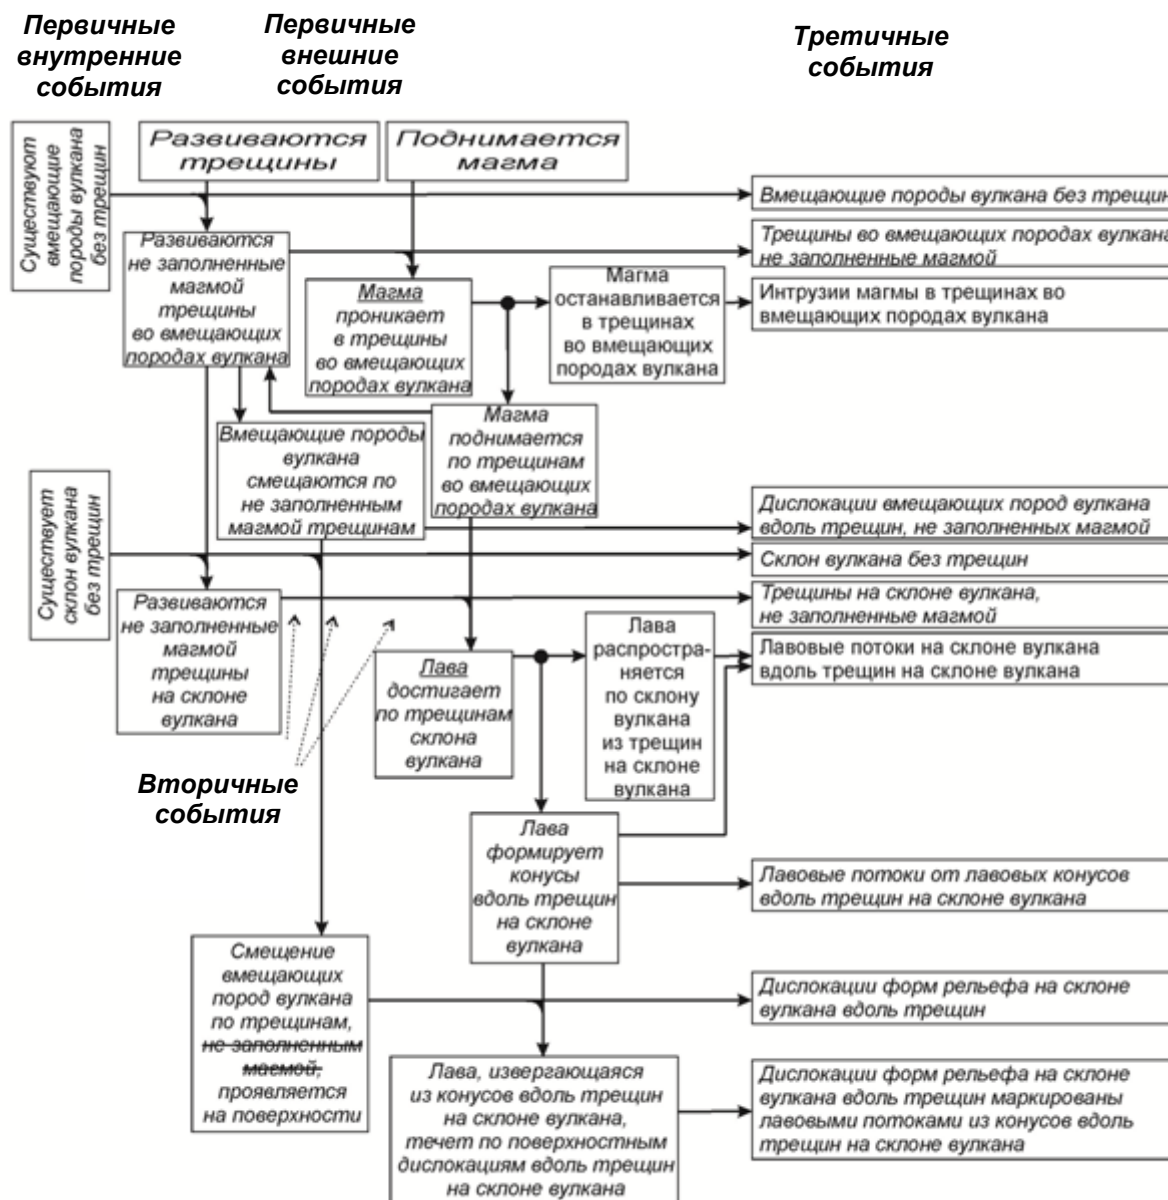 Первичные
внутренние
события
Первичные
внешние
события
Третичные
события
Существуют
вмещающие
породы вулкана
без трещин
Развиваются
трещины
Поднимается
магма
Вмещающие породы вулкана без трещин
Развиваются
не заполненные
магмой
трещины
во вмещающих
породах вулкана
Трещины во вмещающих породах вулкана
не заполненные магмой
Магма
проникает
в трещины
во вмещающих
породах вулкана
Магма
останавливается
в трещинах
во вмещающих
породах вулкана
Интрузии магмы в трещинах во
вмещающих породах вулкана
Вмещающие породы
вулкана
смещаются по
не заполненным
магмой трещинам
Магма
поднимается
по трещинам
во вмещающих
породах вулкана
Существует
склон вулкана
без трещин
Дислокации вмещающих пород вулкана
вдоль трещин, не заполненных магмой
Склон вулкана без трещин
Развиваются
не заполненные
магмой
трещины
на склоне
вулкана
Трещины на склоне вулкана,
не заполненные магмой
Лава
достигает
по трещинам
склона
вулкана
Лава
распростра-
няется
по склону
вулкана
из трещин
на склоне
вулкана
Лавовые потоки на склоне вулкана
вдоль трещин на склоне вулкана
Вторичные
события
Лава
формирует
конусы
вдоль трещин
на склоне
вулкана
Лавовые потоки от лавовых конусов
вдоль трещин на склоне вулкана
Смещение
вмещающих
пород вулкана
по трещинам,
не заполненным
магмой,
проявляется
на поверхности
Дислокации форм рельефа на склоне
вулкана вдоль трещин
Лава, извергающаяся
из конусов вдоль трещин
на склоне вулкана,
течет по поверхностным
дислокациям вдоль трещин
на склоне вулкана
Дислокации форм рельефа на склоне
вулкана вдоль трещин маркированы
лавовыми потоками из конусов вдоль
трещин на склоне вулкана